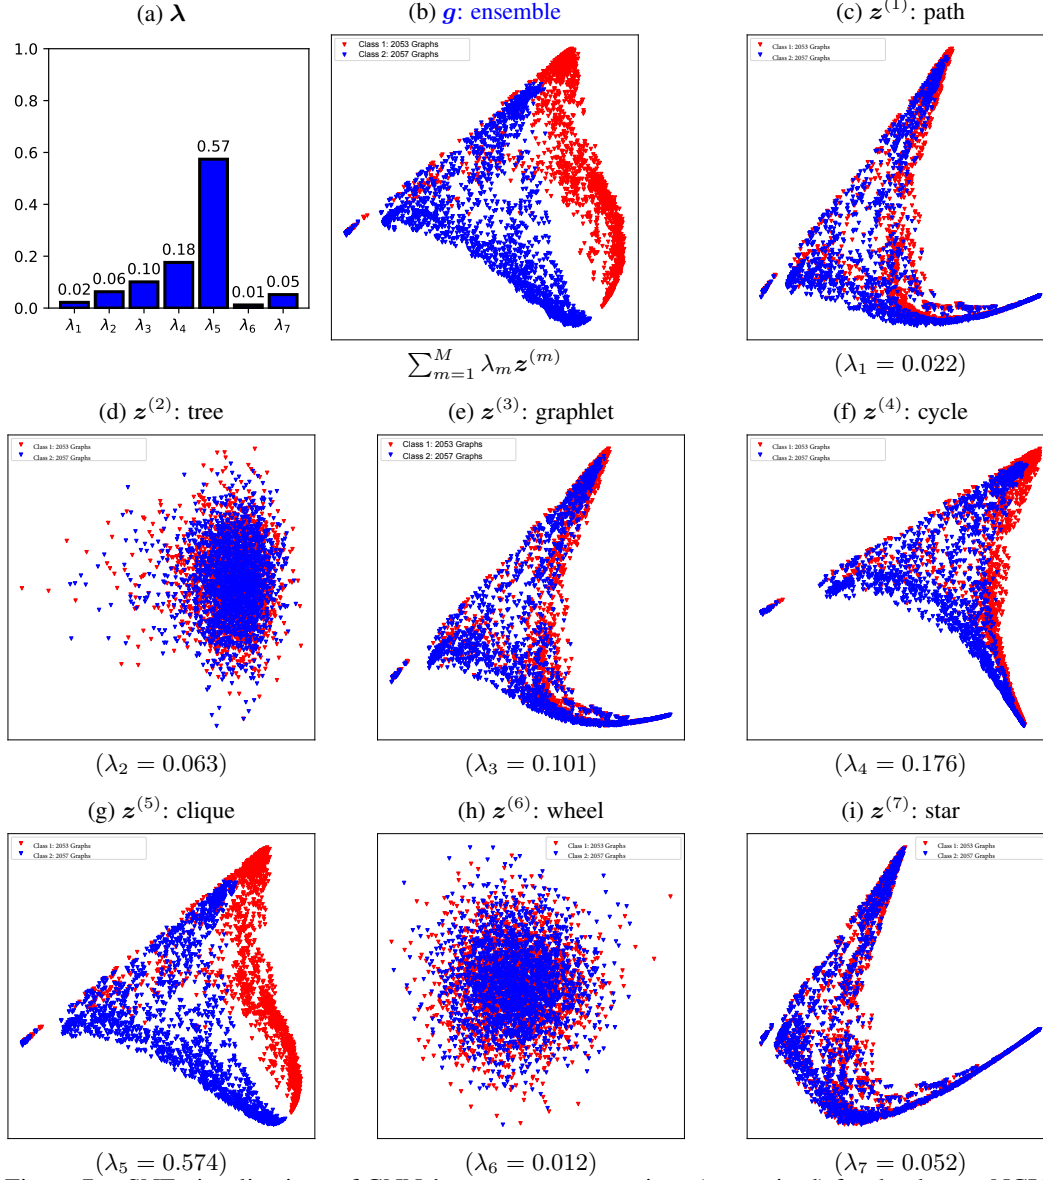 (a) λ
1.0
0.8
0.6
0.4
0.2
0.0
0.02
0.06
0.10
0.18
0.57
0.01
0.05
λ₁ λ₂ λ₃ λ₄ λ₅ λ₆ λ₇
(b) g: ensemble
Class 1: 2053 Graphs
Class 2: 2057 Graphs
∑ᴹₘ₌₁ λₘz⁽ᵐ⁾
(c) z⁽¹⁾: path
Class 1: 2053 Graphs
Class 2: 2057 Graphs
(λ₁ = 0.022)
(d) z⁽²⁾: tree
Class 1: 2053 Graphs
Class 2: 2057 Graphs
(λ₂ = 0.063)
(e) z⁽³⁾: graphlet
Class 1: 2053 Graphs
Class 2: 2057 Graphs
(λ₃ = 0.101)
(f) z⁽⁴⁾: cycle
Class 1: 2053 Graphs
Class 2: 2057 Graphs
(λ₄ = 0.176)
(g) z⁽⁵⁾: clique
Class 1: 2053 Graphs
Class 2: 2057 Graphs
(λ₅ = 0.574)
(h) z⁽⁶⁾: wheel
Class 1: 2053 Graphs
Class 2: 2057 Graphs
(λ₆ = 0.012)
(i) z⁽⁷⁾: star
Class 1: 2053 Graphs
Class 2: 2057 Graphs
(λ₇ = 0.052)